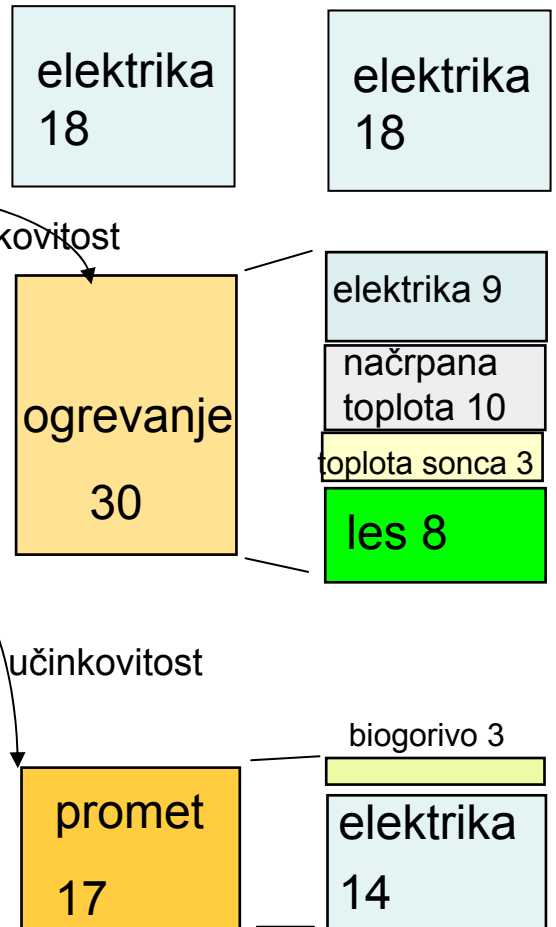 elektrika
18
elektrika
18
kovitost
ogrevanje
30
elektrika 9
načrpana
toplota 10
toplota sonca 3
les 8
učinkovitost
promet
17
biogorivo 3
elektrika
14